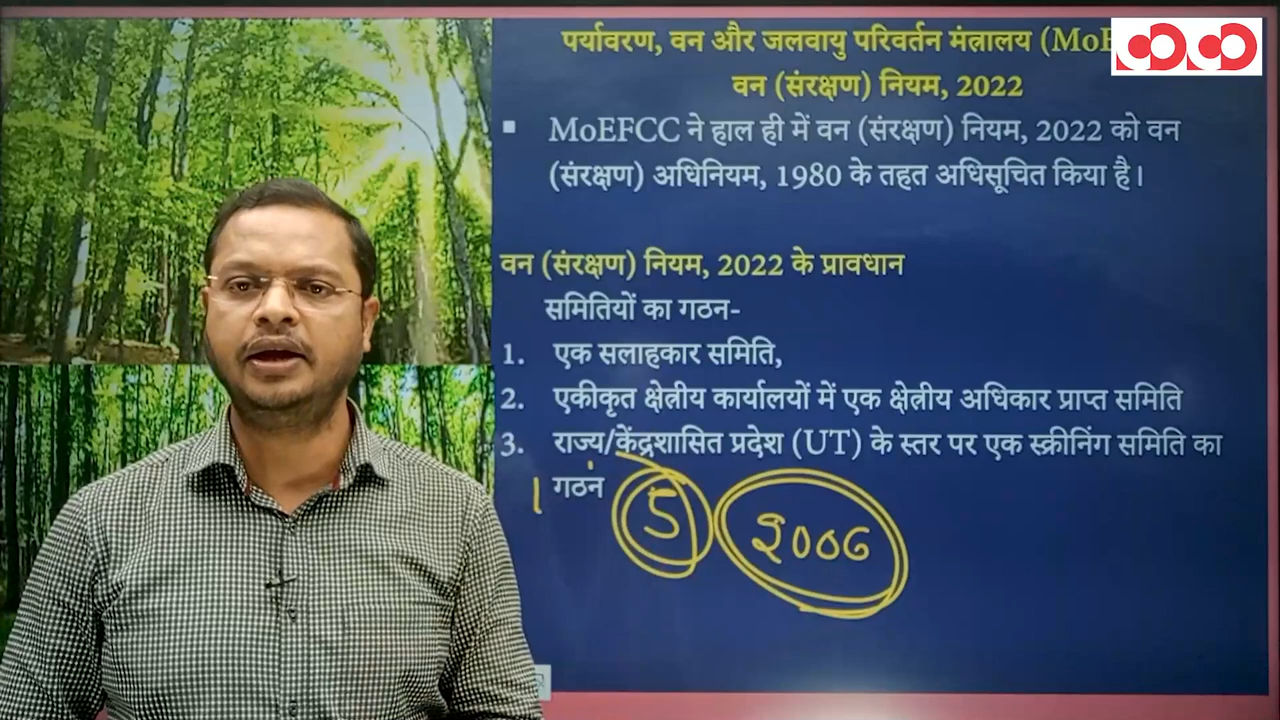 पर्यावरण, वन और जलवायु परिवर्तन मंत्रालय (MoE
वन (संरक्षण) नियम, 2022
▪ MoEFCC ने हाल ही में वन (संरक्षण) नियम, 2022 को वन
(संरक्षण) अधिनियम, 1980 के तहत अधिसूचित किया है।
वन (संरक्षण) नियम, 2022 के प्रावधान
समितियों का गठन-
1. एक सलाहकार समिति,
2. एकीकृत क्षेत्रीय कार्यालयों में एक क्षेत्रीय अधिकार प्राप्त समिति
3. राज्य/केंद्रशासित प्रदेश (UT) के स्तर पर एक स्क्रीनिंग समिति का
गठन
5